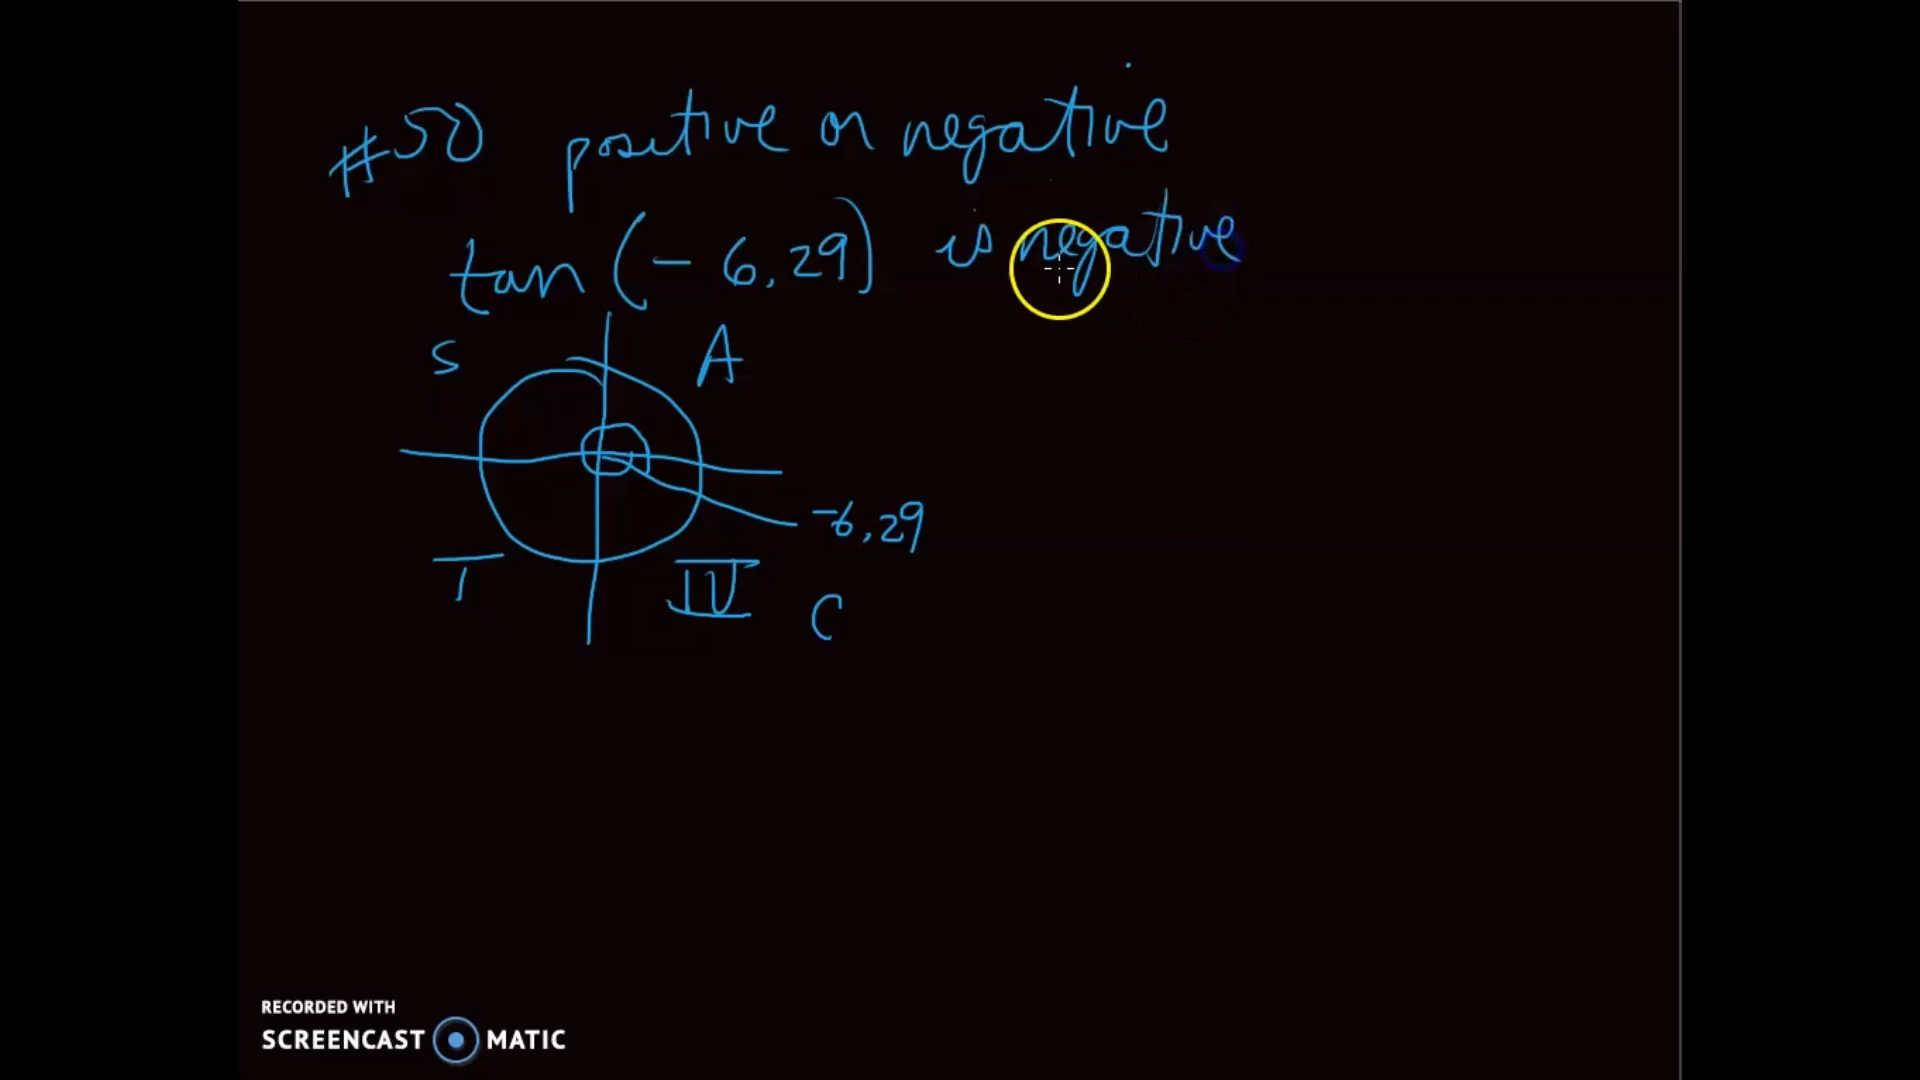 #50 positive or negative
tan (-6.29) is negative
S A
-6.29
T IV C
RECORDED WITH
SCREENCAST MATIC